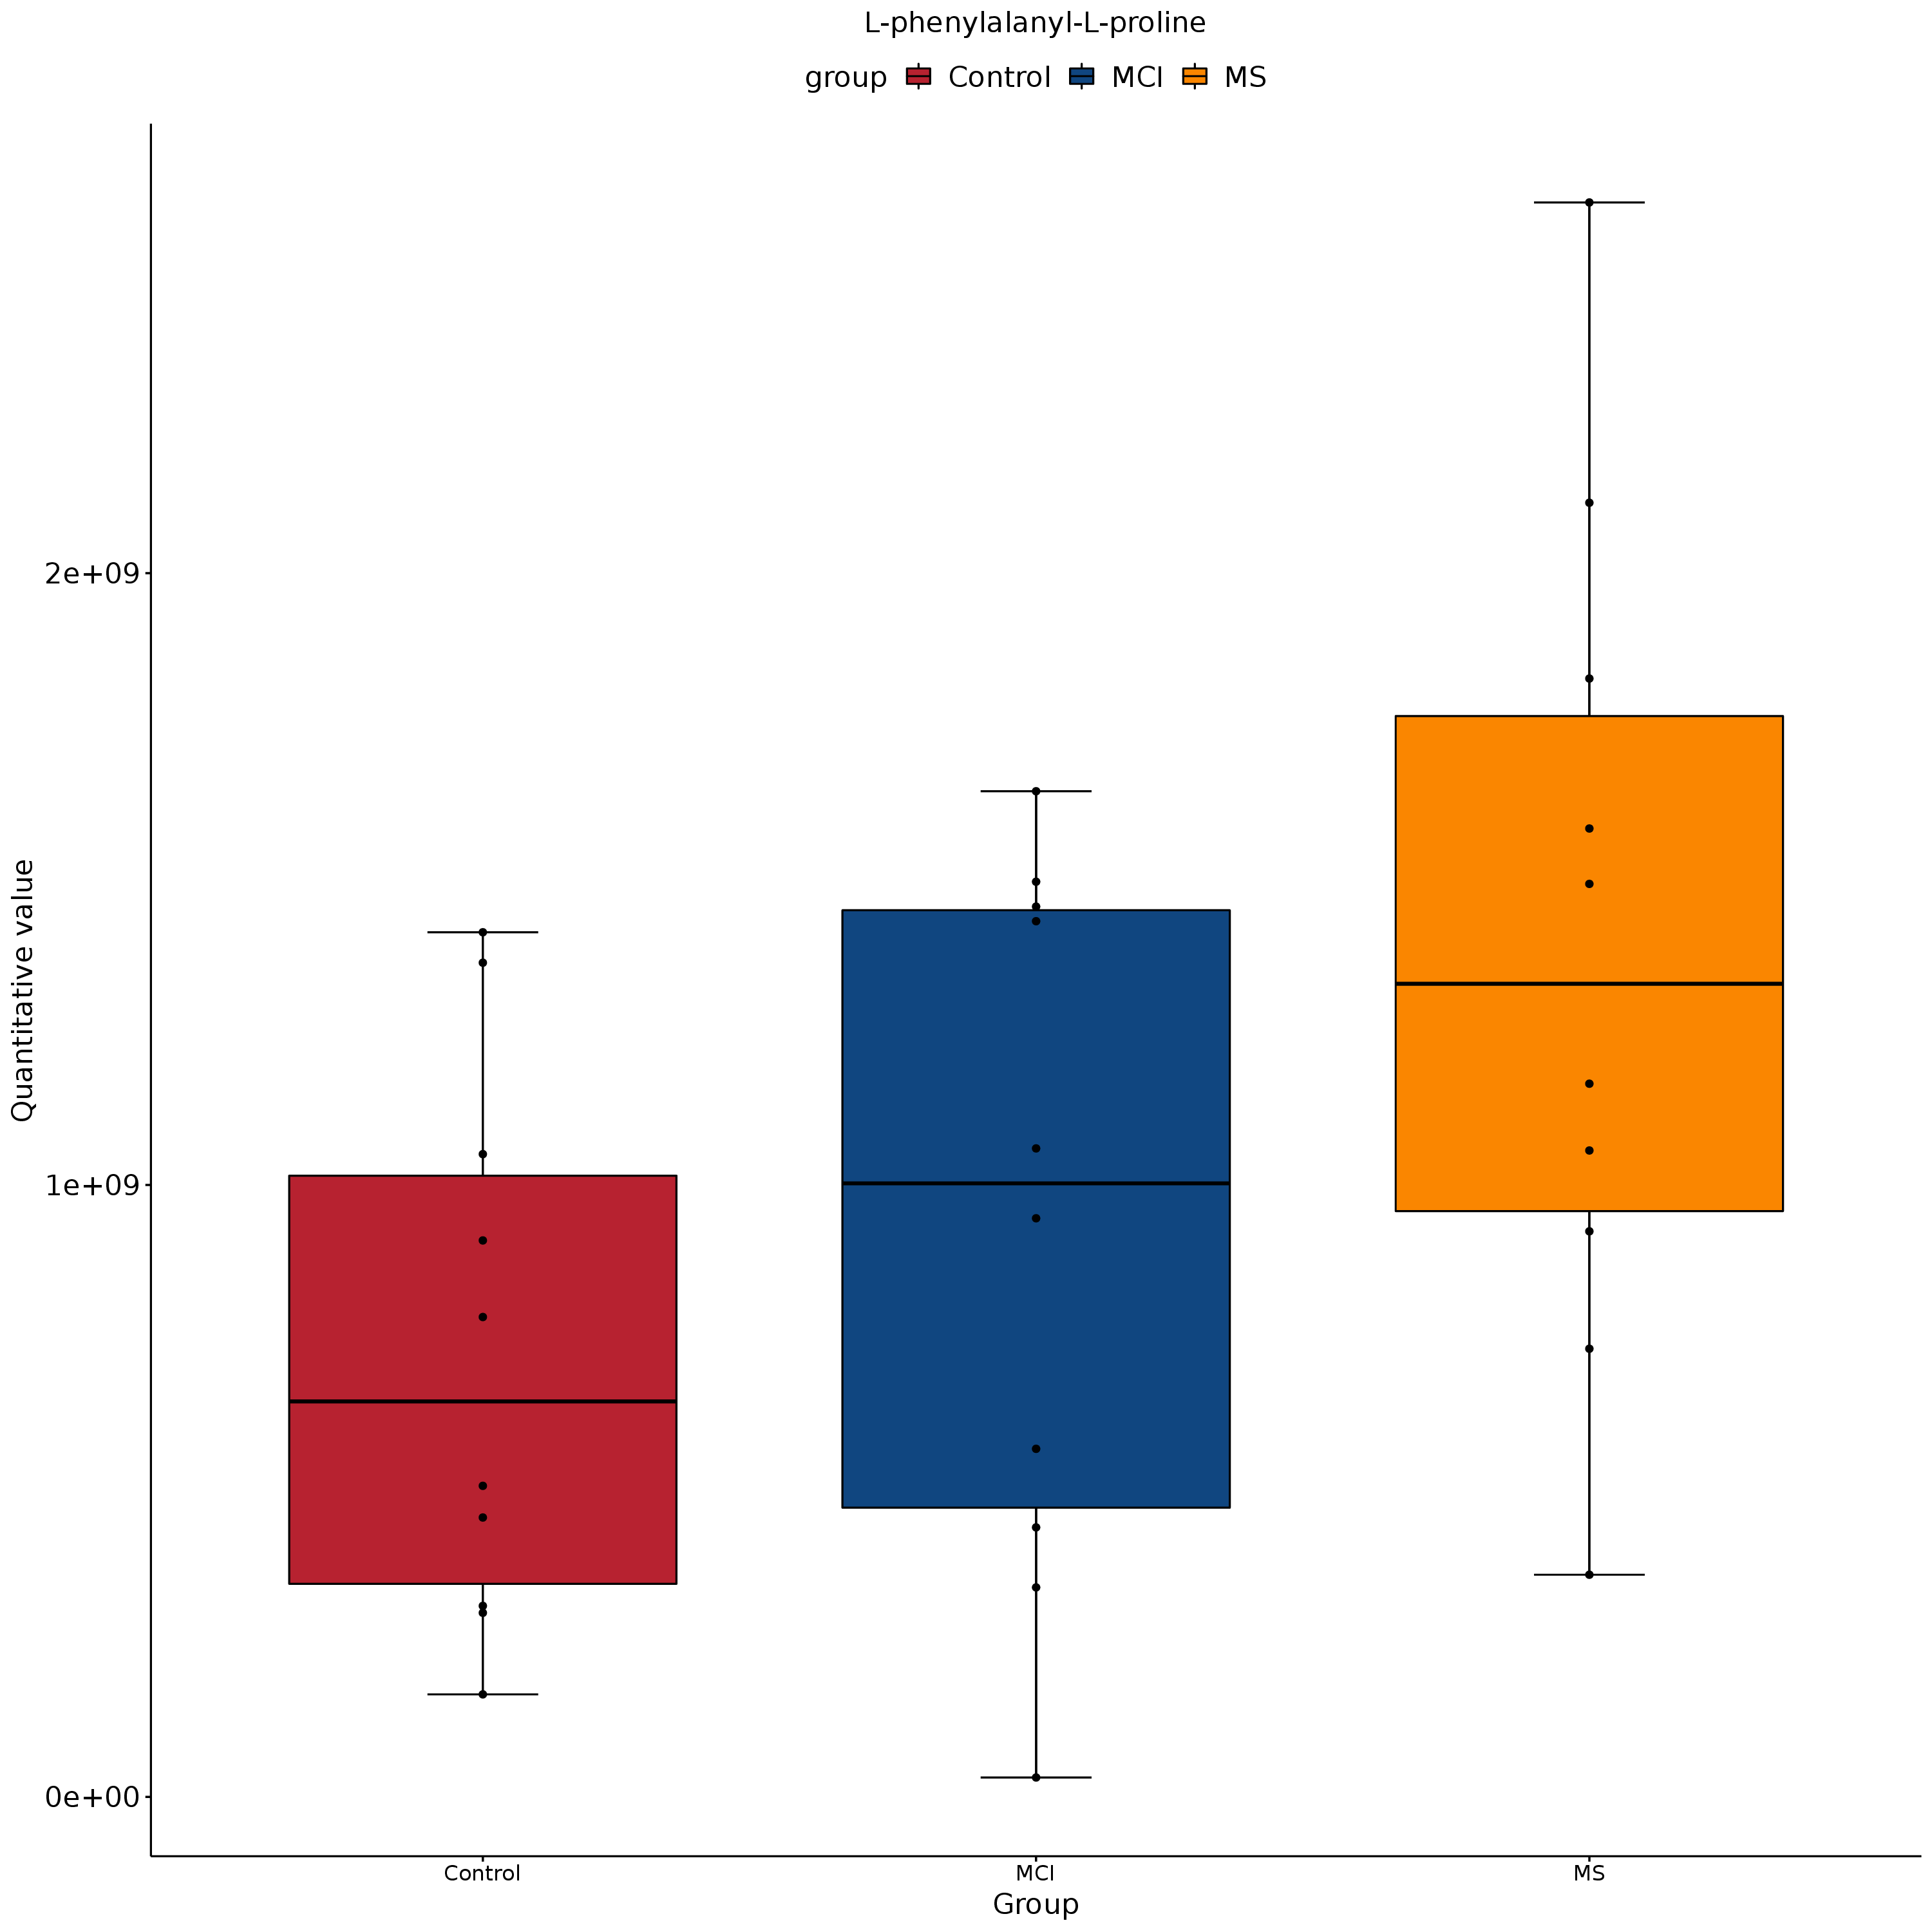 L-phenylalanyl-L-proline
group Control MCI MS
Quantitative value
2e+09
1e+09
0e+00
Control MCI MS
Group